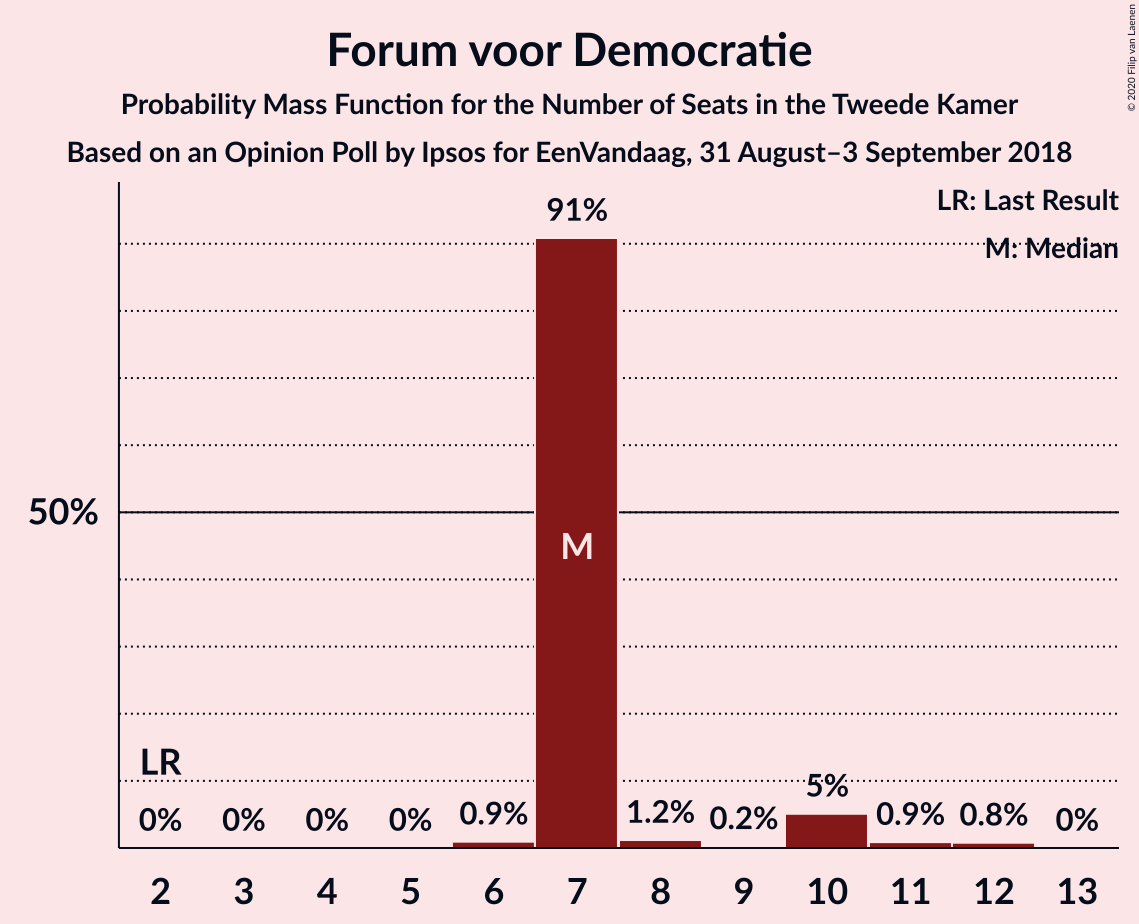 Forum voor Democratie
Probability Mass Function for the Number of Seats in the Tweede Kamer
Based on an Opinion Poll by Ipsos for EenVandaag, 31 August–3 September 2018
© 2020 Filip van Laenen
LR: Last Result
M: Median
91%
50%
M
LR
0% 0% 0% 0% 0.9% 1.2% 0.2% 5% 0.9% 0.8% 0%
2 3 4 5 6 7 8 9 10 11 12 13